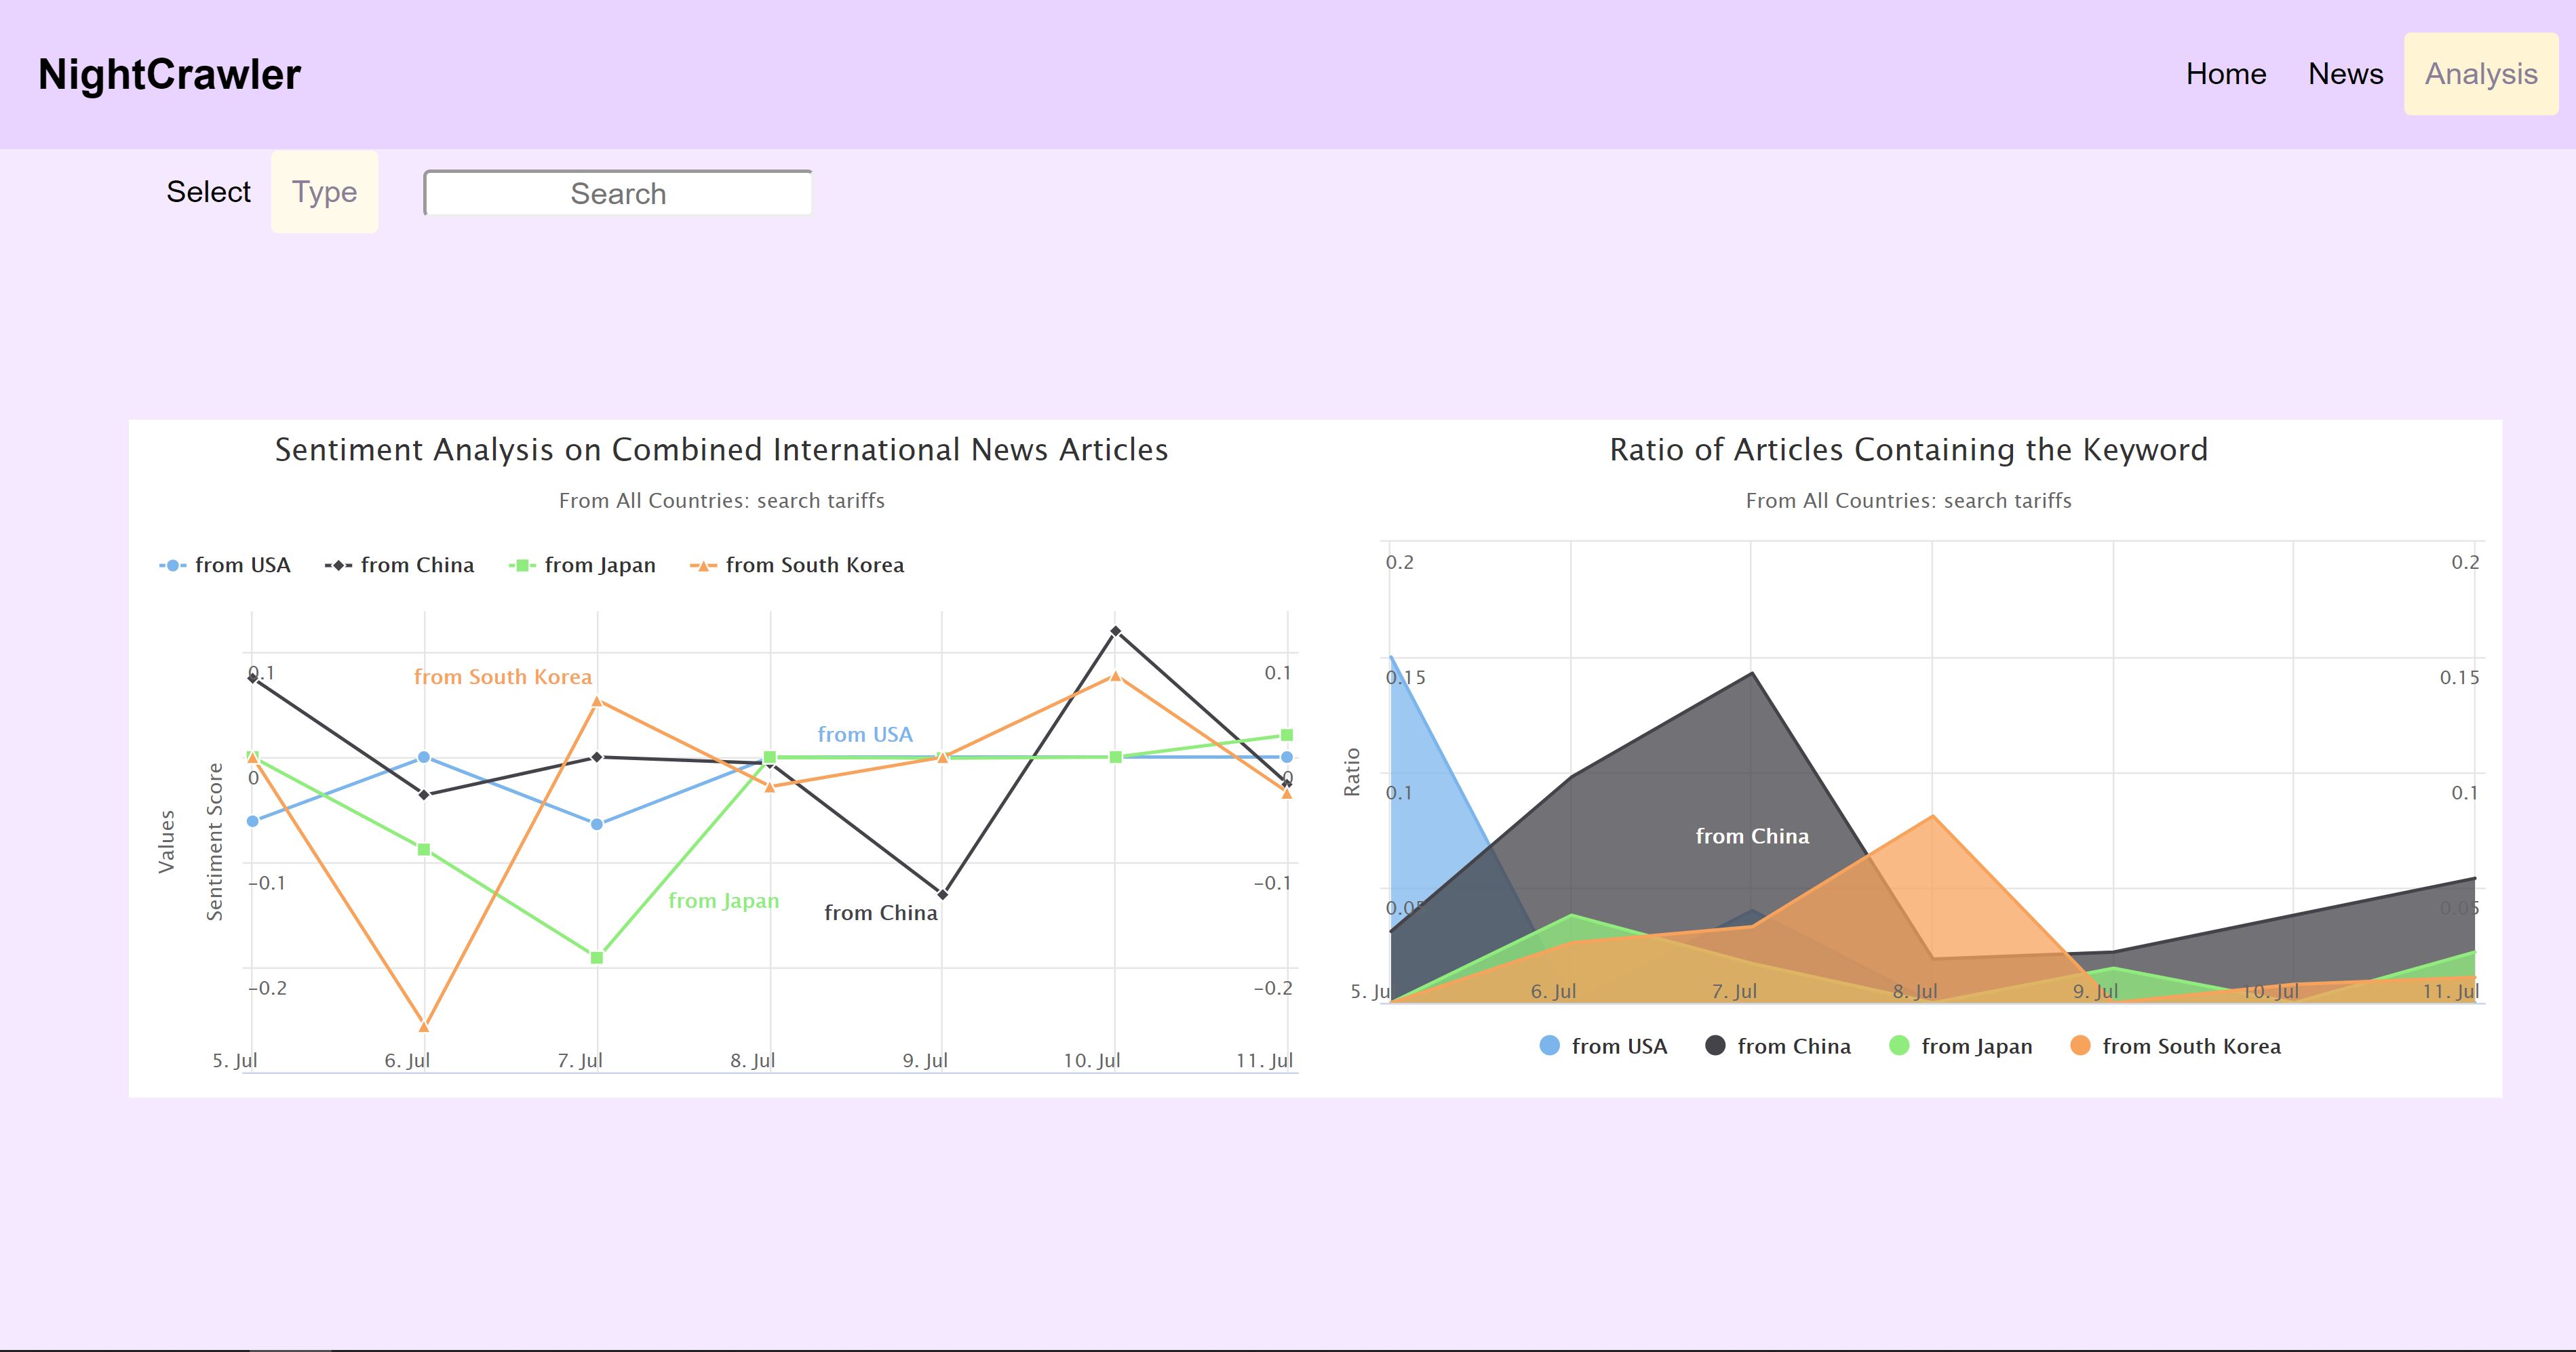 NightCrawler
Home News Analysis
Select Type Search
Sentiment Analysis on Combined International News Articles
From All Countries: search tariffs
from USA from China from Japan from South Korea
Values
Sentiment Score
0.1
0
-0.1
-0.2
0.1
0
-0.1
-0.2
from South Korea
from USA
from Japan
from China
5. Jul 6. Jul 7. Jul 8. Jul 9. Jul 10. Jul 11. Jul
Ratio of Articles Containing the Keyword
From All Countries: search tariffs
Ratio
0.2
0.15
0.1
0.05
0.2
0.15
0.1
0.05
from China
5. Ju 6. Jul 7. Jul 8. Jul 9. Jul 10. Jul 11. Jul
from USA from China from Japan from South Korea